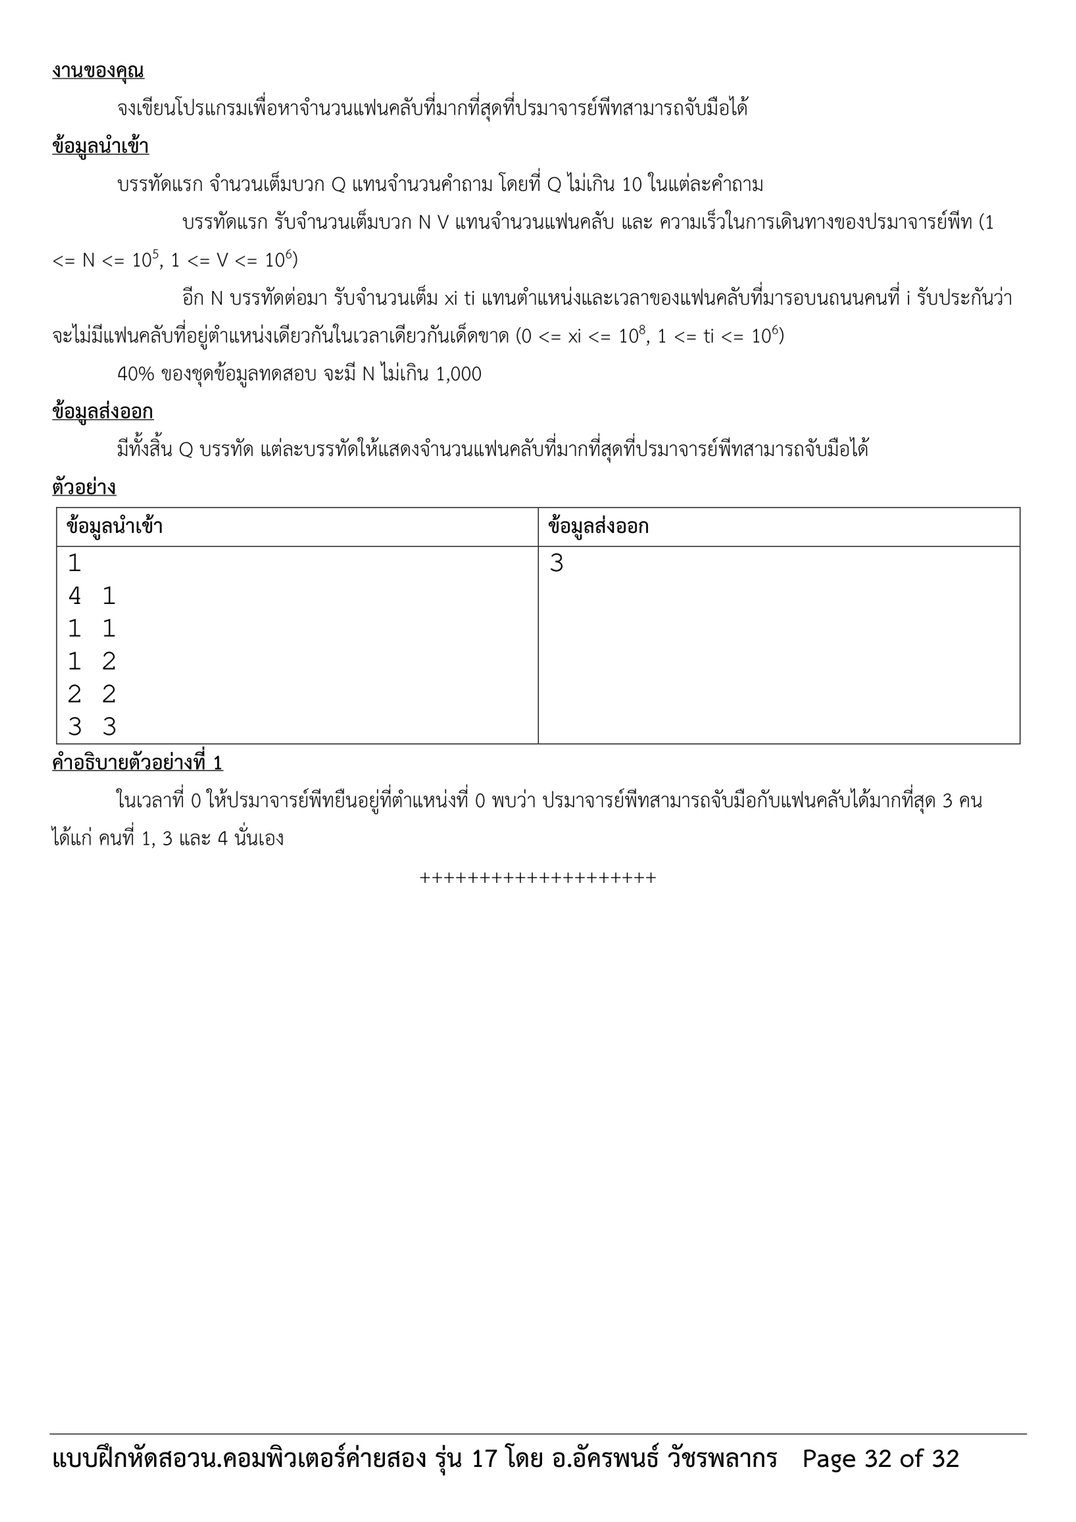 งานของคุณ
จงเขียนโปรแกรมเพื่อหาจำนวนแฟนคลับที่มากที่สุดที่ปรมาจารย์พีทสามารถจับมือได้
ข้อมูลนำเข้า
บรรทัดแรก จำนวนเต็มบวก Q แทนจำนวนคำถาม โดยที่ Q ไม่เกิน 10 ในแต่ละคำถาม
บรรทัดแรก รับจำนวนเต็มบวก N V แทนจำนวนแฟนคลับ และ ความเร็วในการเดินทางของปรมาจารย์พีท (1
<= N <= 10⁵, 1 <= V <= 10⁶)
อีก N บรรทัดต่อมา รับจำนวนเต็ม xi ti แทนตำแหน่งและเวลาของแฟนคลับที่มารอบนถนนคนที่ i รับประกันว่า
จะไม่มีแฟนคลับที่อยู่ตำแหน่งเดียวกันในเวลาเดียวกันเด็ดขาด (0 <= xi <= 10⁸, 1 <= ti <= 10⁶)
40% ของชุดข้อมูลทดสอบ จะมี N ไม่เกิน 1,000
ข้อมูลส่งออก
มีทั้งสิ้น Q บรรทัด แต่ละบรรทัดให้แสดงจำนวนแฟนคลับที่มากที่สุดที่ปรมาจารย์พีทสามารถจับมือได้
ตัวอย่าง
ข้อมูลนำเข้า ข้อมูลส่งออก
1 3
4 1
1 1
1 2
2 2
3 3
คำอธิบายตัวอย่างที่ 1
ในเวลาที่ 0 ให้ปรมาจารย์พีทยืนอยู่ที่ตำแหน่งที่ 0 พบว่า ปรมาจารย์พีทสามารถจับมือกับแฟนคลับได้มากที่สุด 3 คน
ได้แก่ คนที่ 1, 3 และ 4 นั่นเอง
++++++++++++++++++++
แบบฝึกหัดสอวน.คอมพิวเตอร์ค่ายสอง รุ่น 17 โดย อ.อัครพนธ์ วัชรพลากร Page 32 of 32